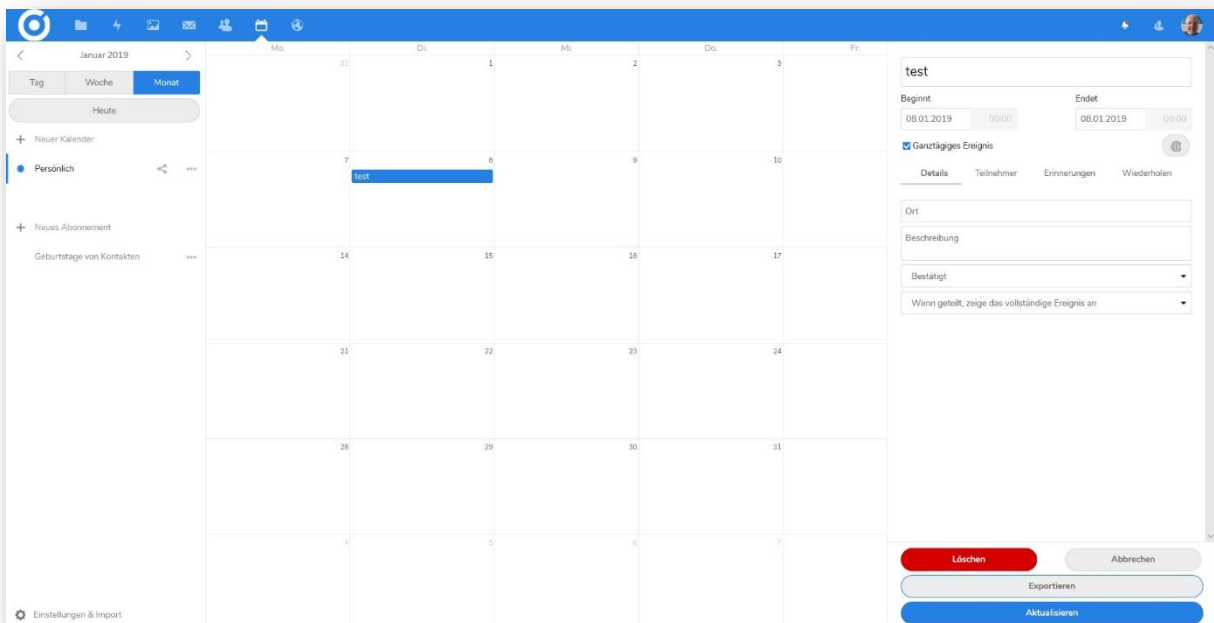 Januar 2019
Tag Woche Monat
Heute
Neuer Kalender
Persönlich
Neues Abonnement
Geburtstage von Kontakten
Einstellungen & Import
Mo. Di. Mi. Do. Fr.
31 1 2 3
7 8 9 10
test
14 15 16 17
21 22 23 24
28 29 30 31
4 5 6 7
test
Beginnt Endet
08.01.2019 00:00 08.01.2019 00:00
Ganztägiges Ereignis
Details Teilnehmer Erinnerungen Wiederholen
Ort
Beschreibung
Bestätigt
Wenn geteilt, zeige das vollständige Ereignis an
Löschen Abbrechen
Exportieren
Aktualisieren